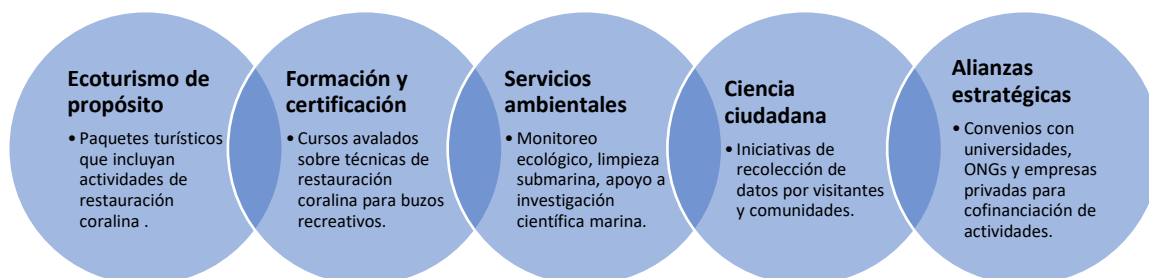 Ecoturismo de
propósito
• Paquetes turísticos
que incluyan
actividades de
restauración
coralina .
Formación y
certificación
• Cursos avalados
sobre técnicas de
restauración
coralina para buzos
recreativos.
Servicios
ambientales
• Monitoreo
ecológico, limpieza
submarina, apoyo a
investigación
científica marina.
Ciencia
ciudadana
• Iniciativas de
recolección de
datos por visitantes
y comunidades.
Alianzas
estratégicas
• Convenios con
universidades,
ONGs y empresas
privadas para
cofinanciación de
actividades.